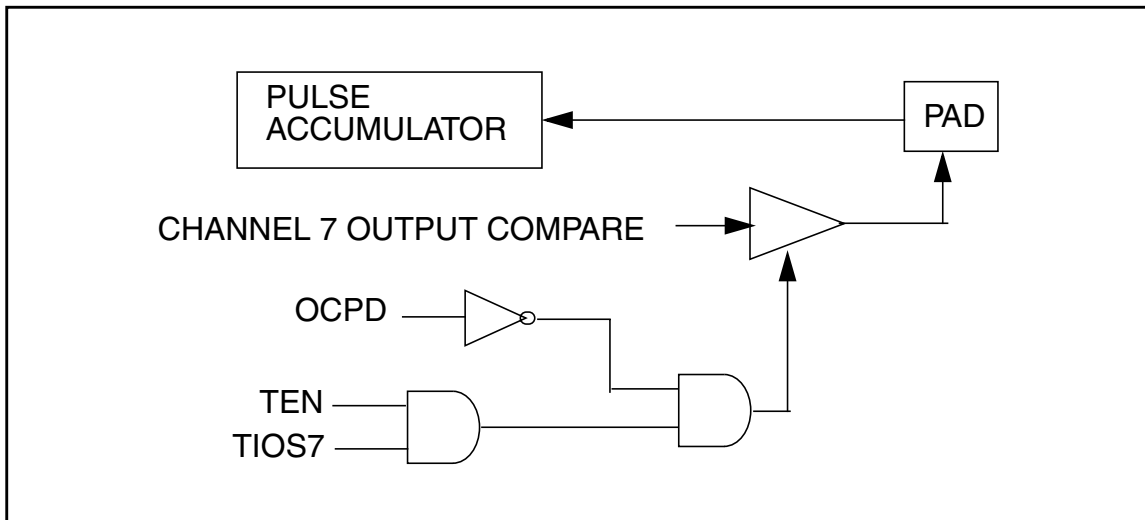 PULSE
ACCUMULATOR
PAD
CHANNEL 7 OUTPUT COMPARE
OCPD
TEN
TIOS7